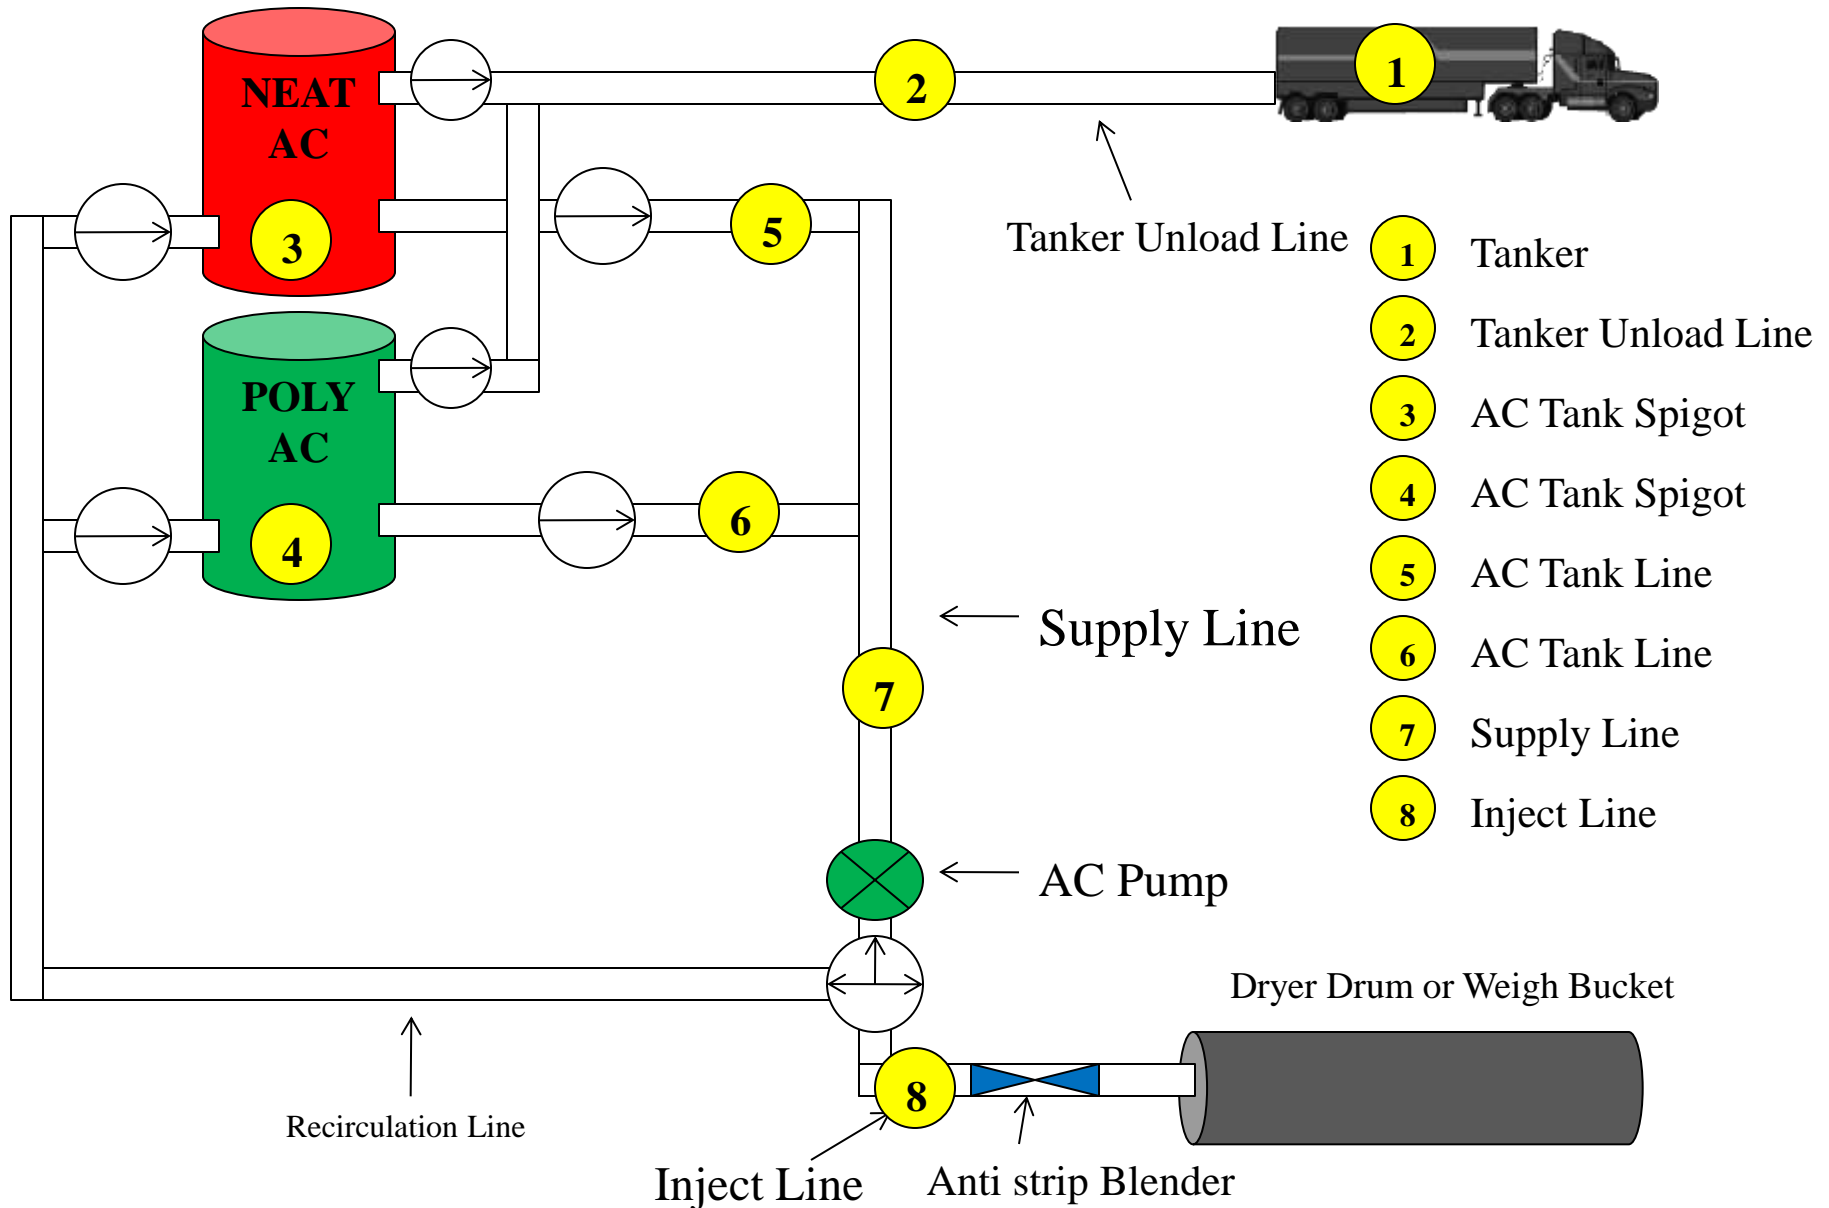 NEAT
AC
2
1
3
5
Tanker Unload Line
1 Tanker
2 Tanker Unload Line
3 AC Tank Spigot
4 AC Tank Spigot
5 AC Tank Line
6 AC Tank Line
7 Supply Line
8 Inject Line
POLY
AC
4
6
Supply Line
7
AC Pump
Dryer Drum or Weigh Bucket
8
Recirculation Line
Inject Line
Anti strip Blender